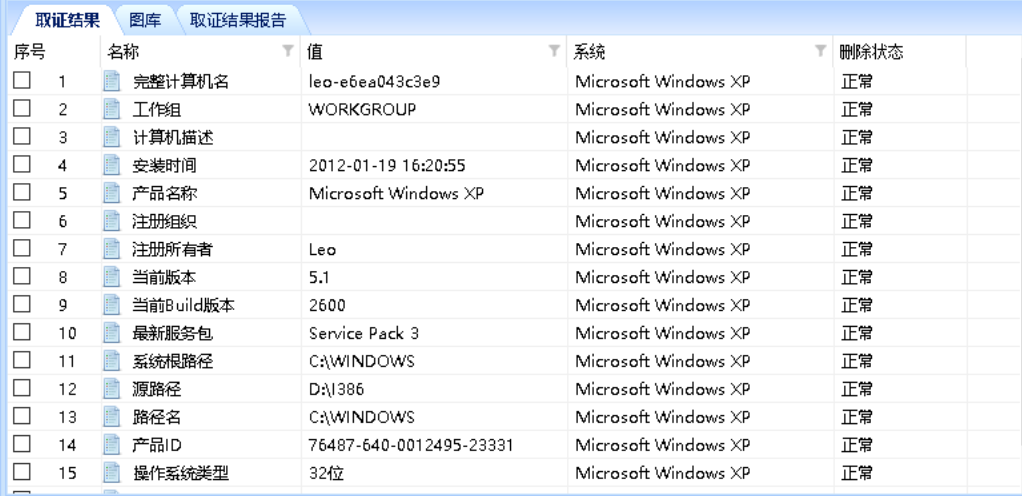 取证结果 图库 取证结果报告
序号 名称 值 系统 删除状态
1 完整计算机名 leo-e6ea043c3e9 Microsoft Windows XP 正常
2 工作组 WORKGROUP Microsoft Windows XP 正常
3 计算机描述 Microsoft Windows XP 正常
4 安装时间 2012-01-19 16:20:55 Microsoft Windows XP 正常
5 产品名称 Microsoft Windows XP Microsoft Windows XP 正常
6 注册组织 Microsoft Windows XP 正常
7 注册所有者 Leo Microsoft Windows XP 正常
8 当前版本 5.1 Microsoft Windows XP 正常
9 当前Build版本 2600 Microsoft Windows XP 正常
10 最新服务包 Service Pack 3 Microsoft Windows XP 正常
11 系统根路径 C:\WINDOWS Microsoft Windows XP 正常
12 源路径 D:\I386 Microsoft Windows XP 正常
13 路径名 C:\WINDOWS Microsoft Windows XP 正常
14 产品ID 76487-640-0012495-23331 Microsoft Windows XP 正常
15 操作系统类型 32位 Microsoft Windows XP 正常